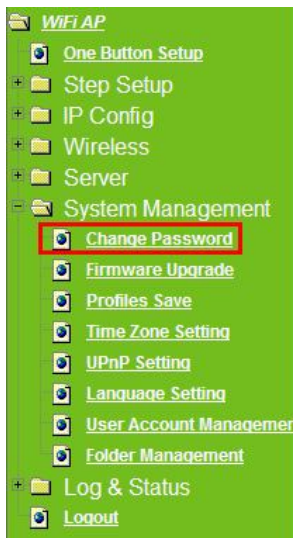 WiFi AP
One Button Setup
Step Setup
IP Config
Wireless
Server
System Management
Change Password
Firmware Upgrade
Profiles Save
Time Zone Setting
UPnP Setting
Language Setting
User Account Managemen
Folder Management
Log & Status
Logout